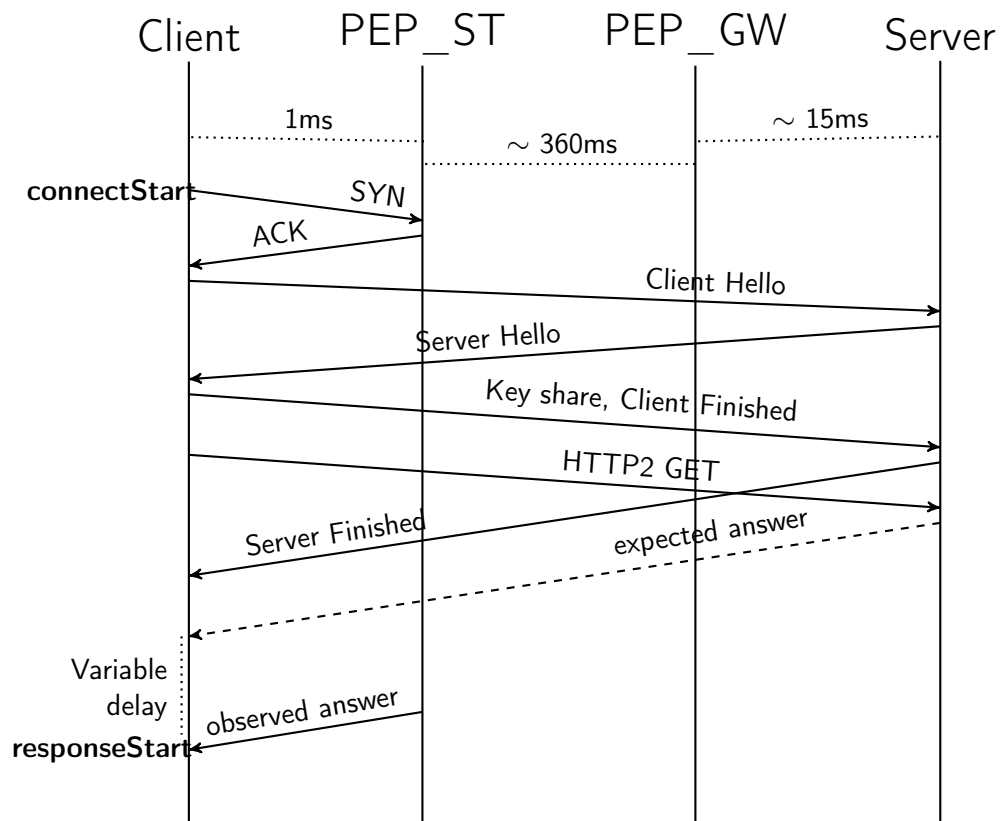 Client PEP_ST PEP_GW Server
1ms
∼ 15ms
∼ 360ms
connectStart
SYN
ACK
Client Hello
Server Hello
Key share, Client Finished
HTTP2 GET
Server Finished
expected answer
Variable
delay
observed answer
responseStart